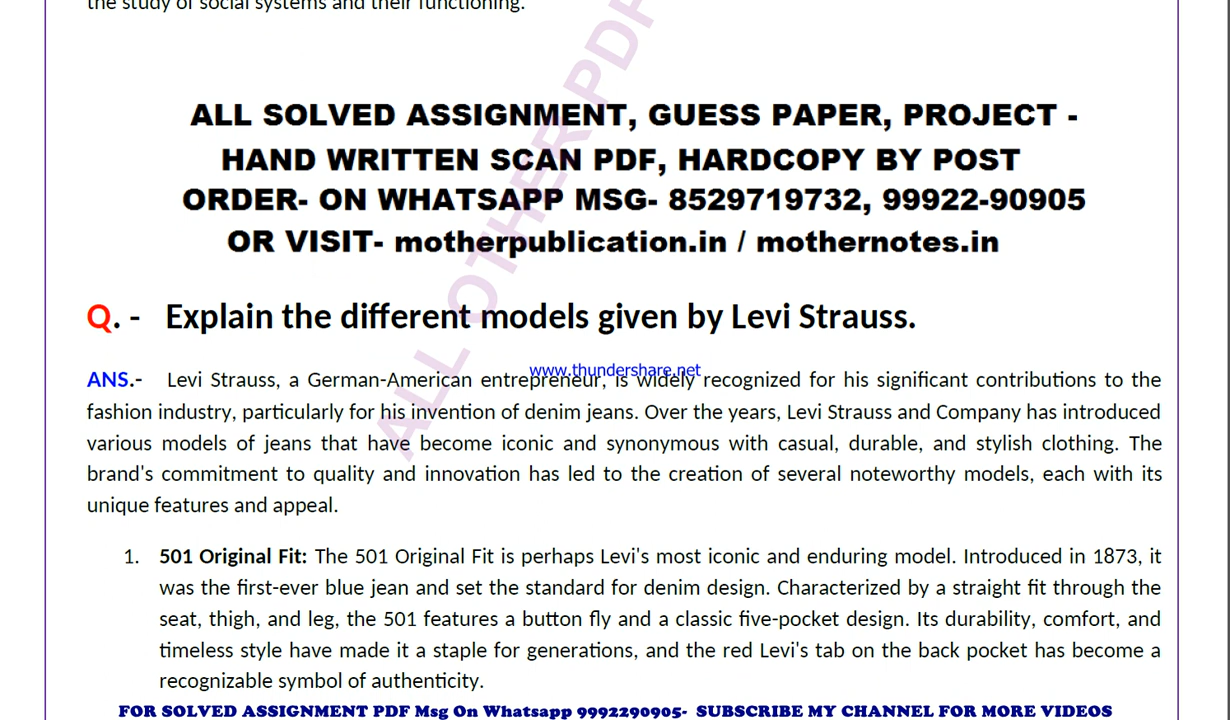 the study of social systems and their functioning.
ALL OTHER PDF
ALL SOLVED ASSIGNMENT, GUESS PAPER, PROJECT -
HAND WRITTEN SCAN PDF, HARDCOPY BY POST
ORDER- ON WHATSAPP MSG- 8529719732, 99922-90905
OR VISIT- motherpublication.in / mothernotes.in
Q. - Explain the different models given by Levi Strauss.
www.thundershare.net
ANS.- Levi Strauss, a German-American entrepreneur, is widely recognized for his significant contributions to the
fashion industry, particularly for his invention of denim jeans. Over the years, Levi Strauss and Company has introduced
various models of jeans that have become iconic and synonymous with casual, durable, and stylish clothing. The
brand's commitment to quality and innovation has led to the creation of several noteworthy models, each with its
unique features and appeal.
1. 501 Original Fit: The 501 Original Fit is perhaps Levi's most iconic and enduring model. Introduced in 1873, it
was the first-ever blue jean and set the standard for denim design. Characterized by a straight fit through the
seat, thigh, and leg, the 501 features a button fly and a classic five-pocket design. Its durability, comfort, and
timeless style have made it a staple for generations, and the red Levi's tab on the back pocket has become a
recognizable symbol of authenticity.
FOR SOLVED ASSIGNMENT PDF Msg On Whatsapp 9992290905- SUBSCRIBE MY CHANNEL FOR MORE VIDEOS